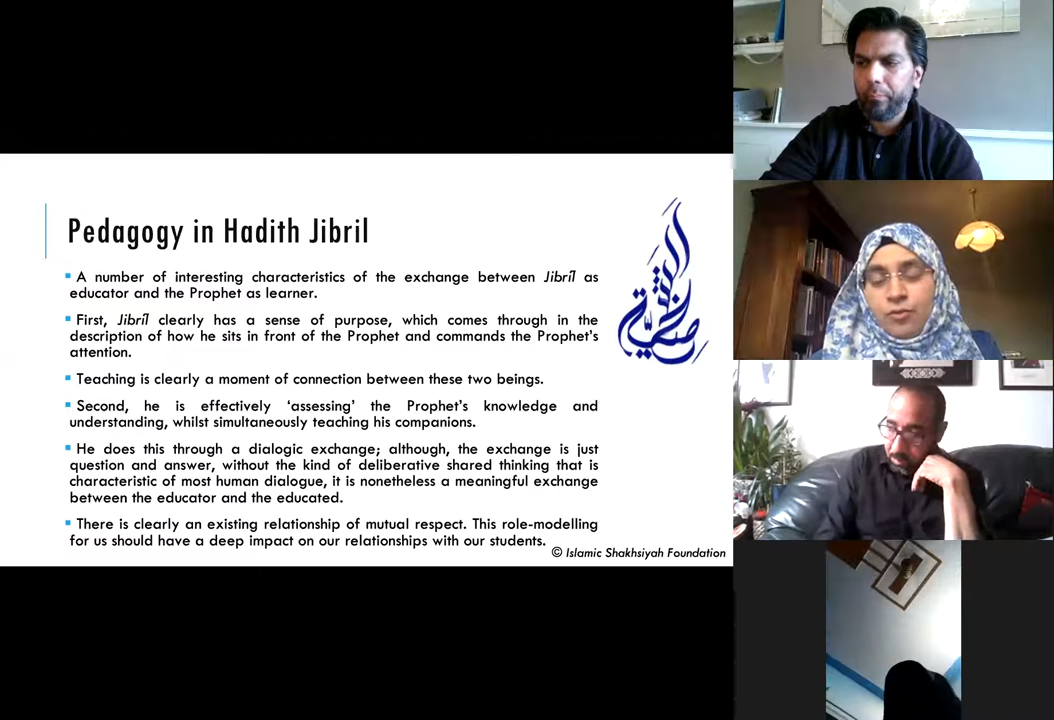 Pedagogy in Hadith Jibril
▪ A number of interesting characteristics of the exchange between Jibrīl as
educator and the Prophet as learner.
▪ First, Jibrīl clearly has a sense of purpose, which comes through in the
description of how he sits in front of the Prophet and commands the Prophet's
attention.
▪ Teaching is clearly a moment of connection between these two beings.
▪ Second, he is effectively 'assessing' the Prophet's knowledge and
understanding, whilst simultaneously teaching his companions.
▪ He does this through a dialogic exchange; although, the exchange is just
question and answer, without the kind of deliberative shared thinking that is
characteristic of most human dialogue, it is nonetheless a meaningful exchange
between the educator and the educated.
▪ There is clearly an existing relationship of mutual respect. This role-modelling
for us should have a deep impact on our relationships with our students.
© Islamic Shakhsiyah Foundation